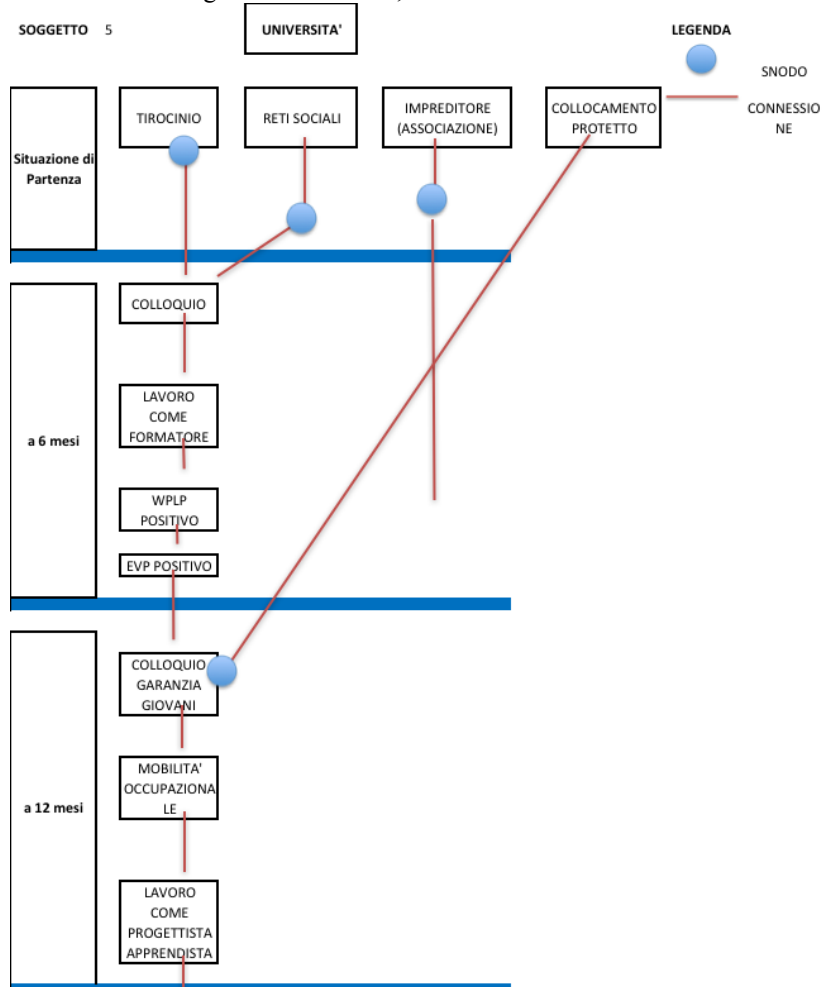 SOGGETTO 5 UNIVERSITA' LEGENDA
SNODO
TIROCINIO RETI SOCIALI IMPREDITORE
(ASSOCIAZIONE) COLLOCAMENTO
PROTETTO CONNESSIO
NE
Situazione di
Partenza
COLLOQUIO
LAVORO
COME
FORMATORE
a 6 mesi
WPLP
POSITIVO
EVP POSITIVO
COLLOQUIO
GARANZIA
GIOVANI
MOBILITA'
OCCUPAZIONA
LE
a 12 mesi
LAVORO
COME
PROGETTISTA
APPRENDISTA